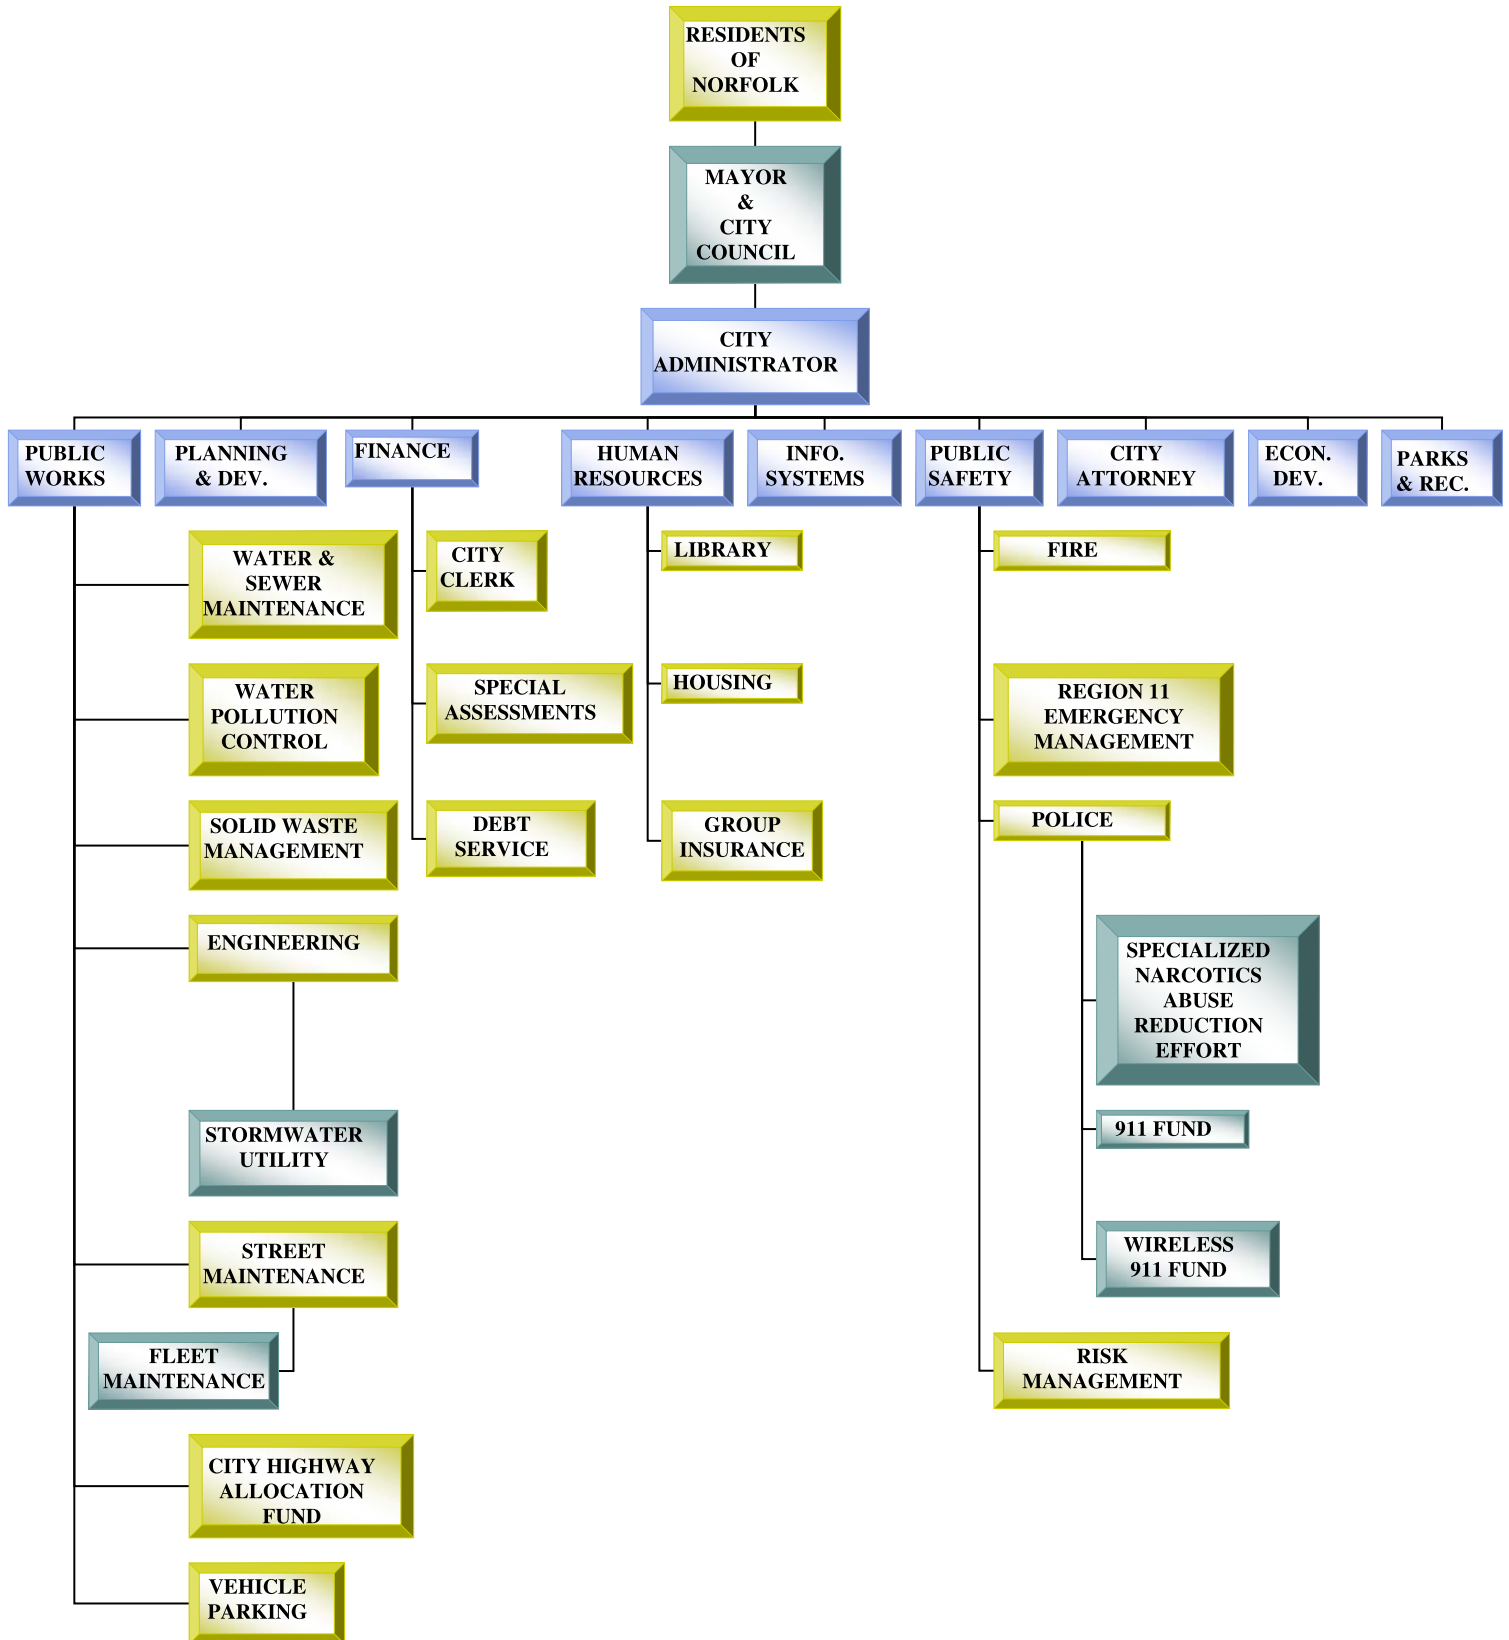 RESIDENTS
OF
NORFOLK
MAYOR
&
CITY
COUNCIL
CITY
ADMINISTRATOR
PUBLIC
WORKS
PLANNING
& DEV.
FINANCE
HUMAN
RESOURCES
INFO.
SYSTEMS
PUBLIC
SAFETY
CITY
ATTORNEY
ECON.
DEV.
PARKS
& REC.
WATER &
SEWER
MAINTENANCE
CITY
CLERK
LIBRARY
FIRE
WATER
POLLUTION
CONTROL
SPECIAL
ASSESSMENTS
HOUSING
REGION 11
EMERGENCY
MANAGEMENT
SOLID WASTE
MANAGEMENT
DEBT
SERVICE
GROUP
INSURANCE
POLICE
ENGINEERING
SPECIALIZED
NARCOTICS
ABUSE
REDUCTION
EFFORT
STORMWATER
UTILITY
911 FUND
STREET
MAINTENANCE
WIRELESS
911 FUND
FLEET
MAINTENANCE
RISK
MANAGEMENT
CITY HIGHWAY
ALLOCATION
FUND
VEHICLE
PARKING